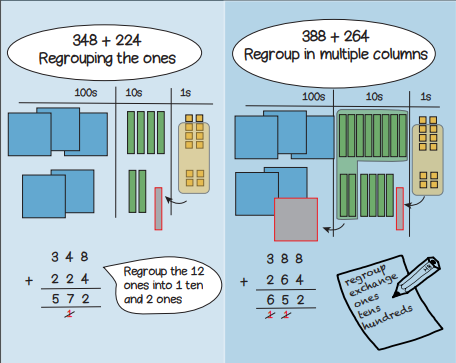 348 + 224
Regrouping the ones
100s 10s 1s
3 4 8
+ 2 2 4
5 7 2
1
Regroup the 12
ones into 1 ten
and 2 ones
388 + 264
Regroup in multiple columns
100s 10s 1s
3 8 8
+ 2 6 4
6 5 2
1 1
regroup
exchange
ones
tens
hundreds